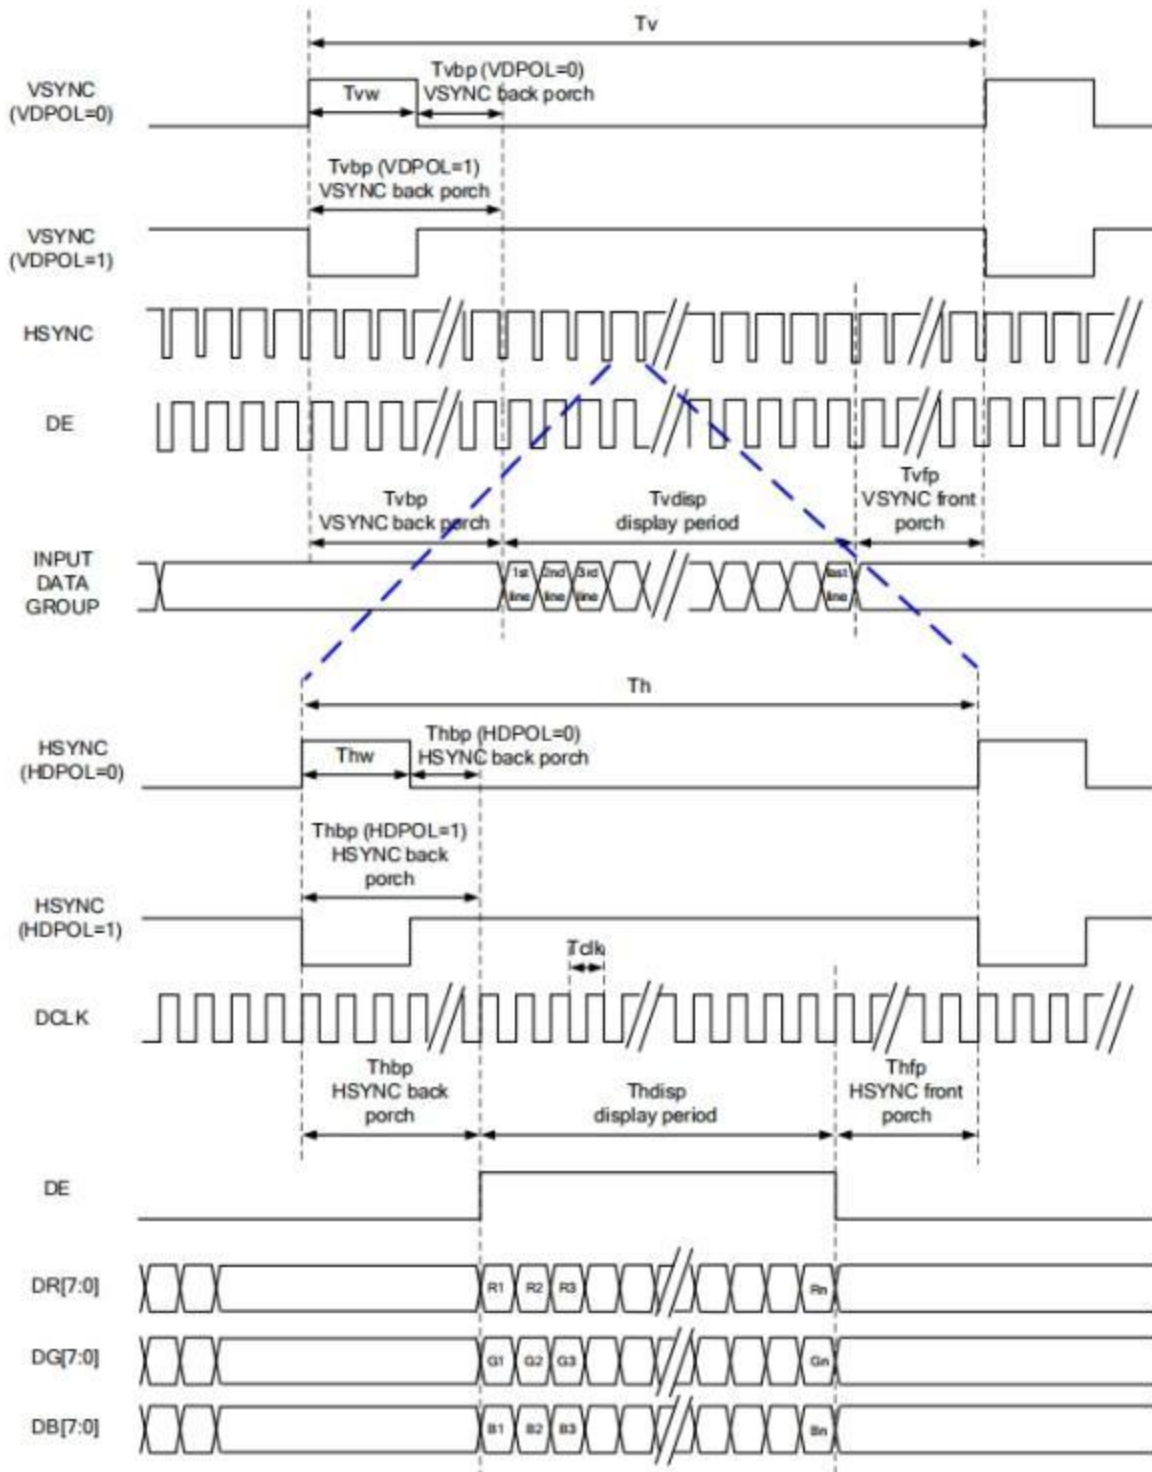 Tv
VSYNC
(VDPOL=0)
Tvw
Tvbp (VDPOL=0)
VSYNC back porch
Tvbp (VDPOL=1)
VSYNC back porch
VSYNC
(VDPOL=1)
HSYNC
DE
Tvbp
VSYNC back porch
Tvdisp
display period
Tvfp
VSYNC front
porch
INPUT
DATA
GROUP
1st
line
2nd
line
3rd
line
last
line
Th
HSYNC
(HDPOL=0)
Thw
Thbp (HDPOL=0)
HSYNC back porch
Thbp (HDPOL=1)
HSYNC back
porch
HSYNC
(HDPOL=1)
Tclk
DCLK
Thbp
HSYNC back
porch
Thdisp
display period
Thfp
HSYNC front
porch
DE
DR[7:0]
R1 R2 R3 Rn
DG[7:0]
G1 G2 G3 Gn
DB[7:0]
B1 B2 B3 Bn